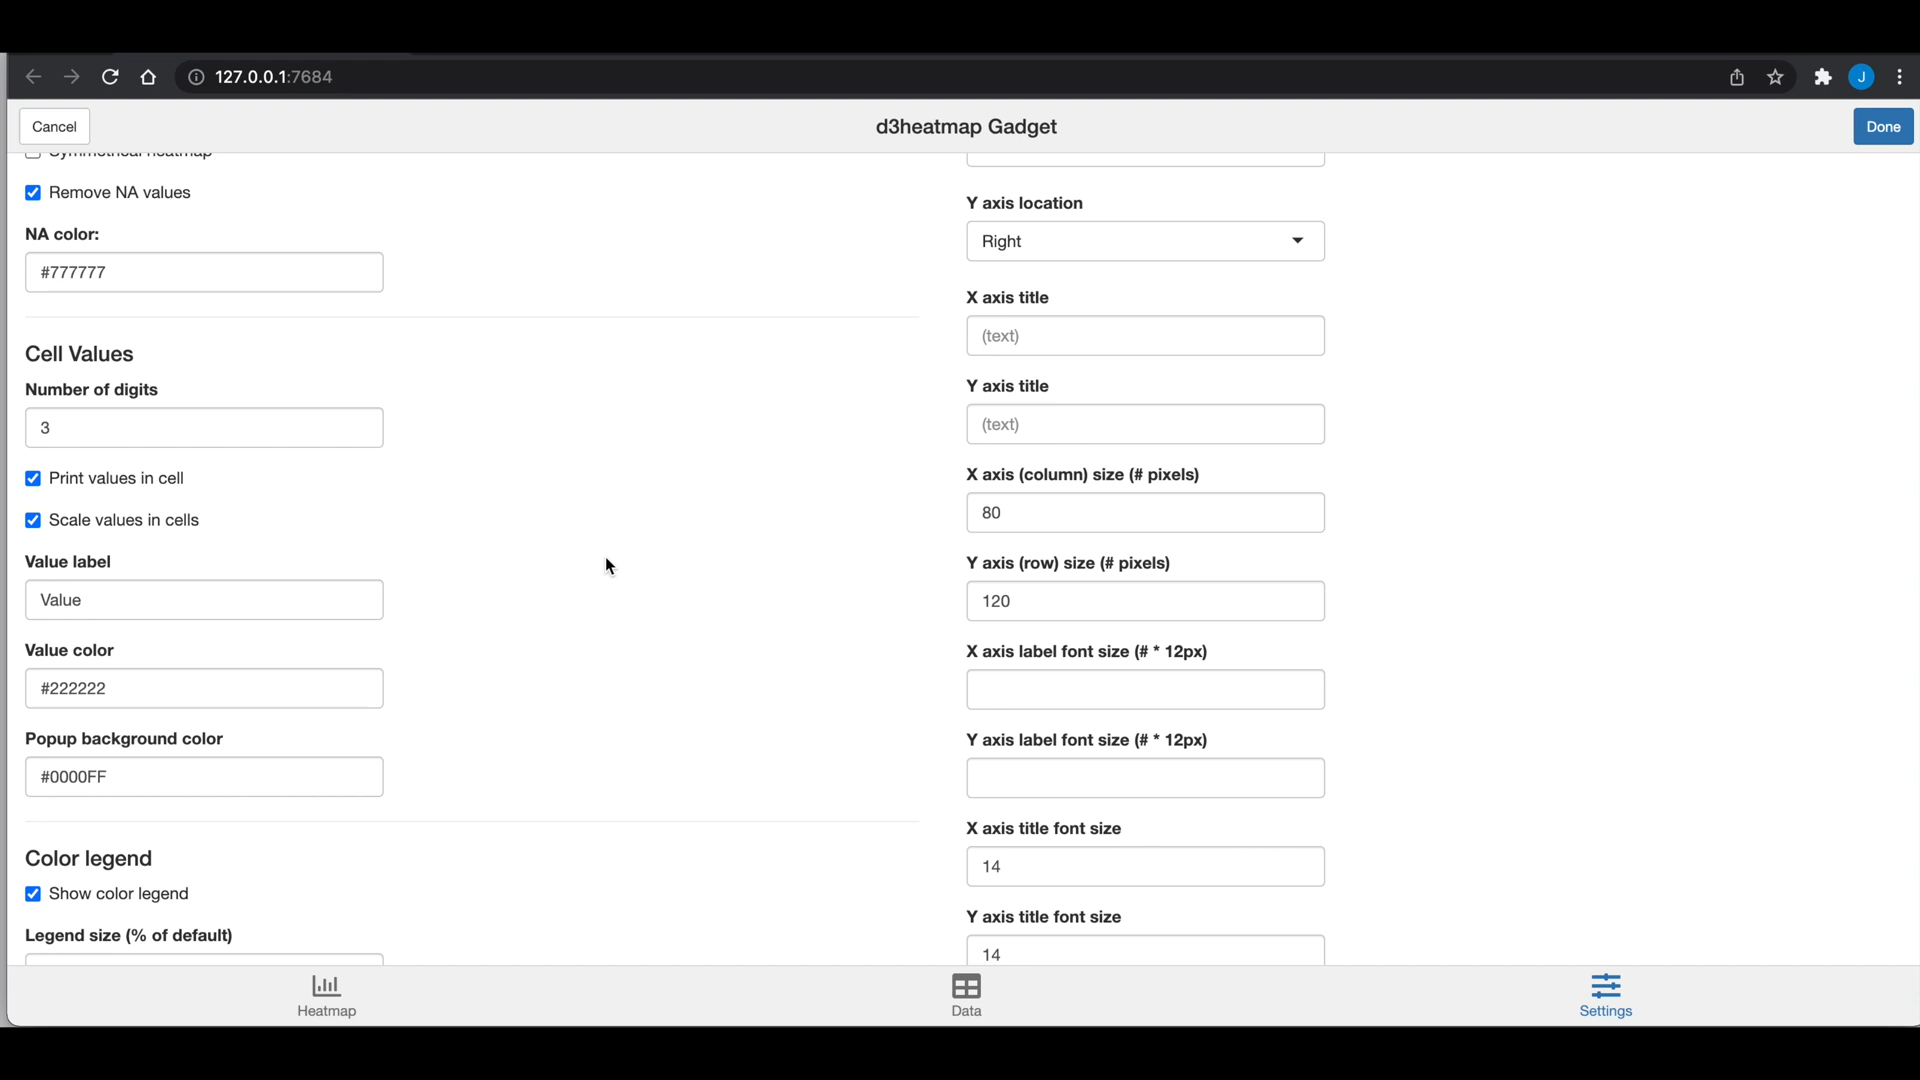 127.0.0.1:7684
J
Cancel
d3heatmap Gadget
Done
Symmetrical heatmap
Remove NA values
NA color:
#777777
Cell Values
Number of digits
3
Print values in cell
Scale values in cells
Value label
Value
Value color
#222222
Popup background color
#0000FF
Color legend
Show color legend
Legend size (% of default)
Y axis location
Right
X axis title
(text)
Y axis title
(text)
X axis (column) size (# pixels)
80
Y axis (row) size (# pixels)
120
X axis label font size (# * 12px)
Y axis label font size (# * 12px)
X axis title font size
14
Y axis title font size
14
Heatmap
Data
Settings